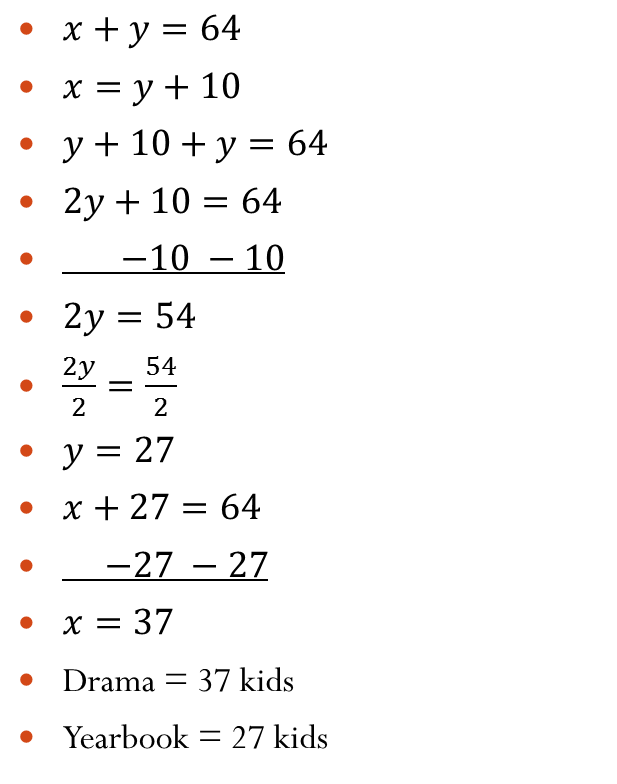 • x + y = 64
• x = y + 10
• y + 10 + y = 64
• 2y + 10 = 64
• −10 − 10
• 2y = 54
• 2y/2 = 54/2
• y = 27
• x + 27 = 64
• −27 − 27
• x = 37
• Drama = 37 kids
• Yearbook = 27 kids